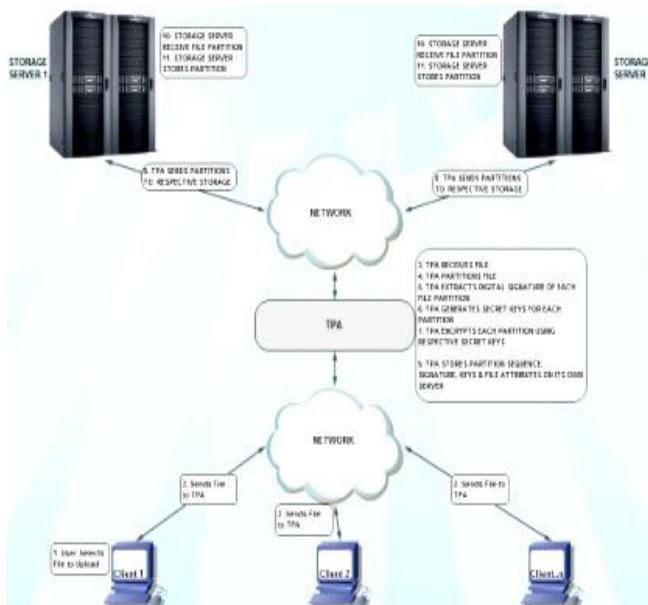 STORAGE
SERVER 1
10. STORAGE SERVER
RECEIVE FILE PARTITION
11. STORAGE SERVER
STORES PARTITION
10. STORAGE SERVER
RECEIVE FILE PARTITION
11. STORAGE SERVER
STORES PARTITION
STORAGE
SERVER
8. TPA SENDS PARTITIONS
TO RESPECTIVE STORAGE
8. TPA SENDS PARTITIONS
TO RESPECTIVE STORAGE
NETWORK
3. TPA RECEIVES FILE
4. TPA PARTITIONS FILE
5. TPA EXTRACTS DIGITAL SIGNATURE OF EACH
FILE PARTITION
6. TPA GENERATES SECRET KEYS FOR EACH
PARTITION
7. TPA ENCRYPTS EACH PARTITION USING
RESPECTIVE SECRET KEYS
9. TPA STORES PARTITION SEQUENCE,
SIGNATURE, KEYS & FILE ATTRIBUTES ON ITS OWN
SERVER
TPA
NETWORK
2. Sends File
to TPA
2. Sends File
to TPA
2. Sends File to
TPA
1. User Selects
File to Upload
Client 1
Client 2
Client..n